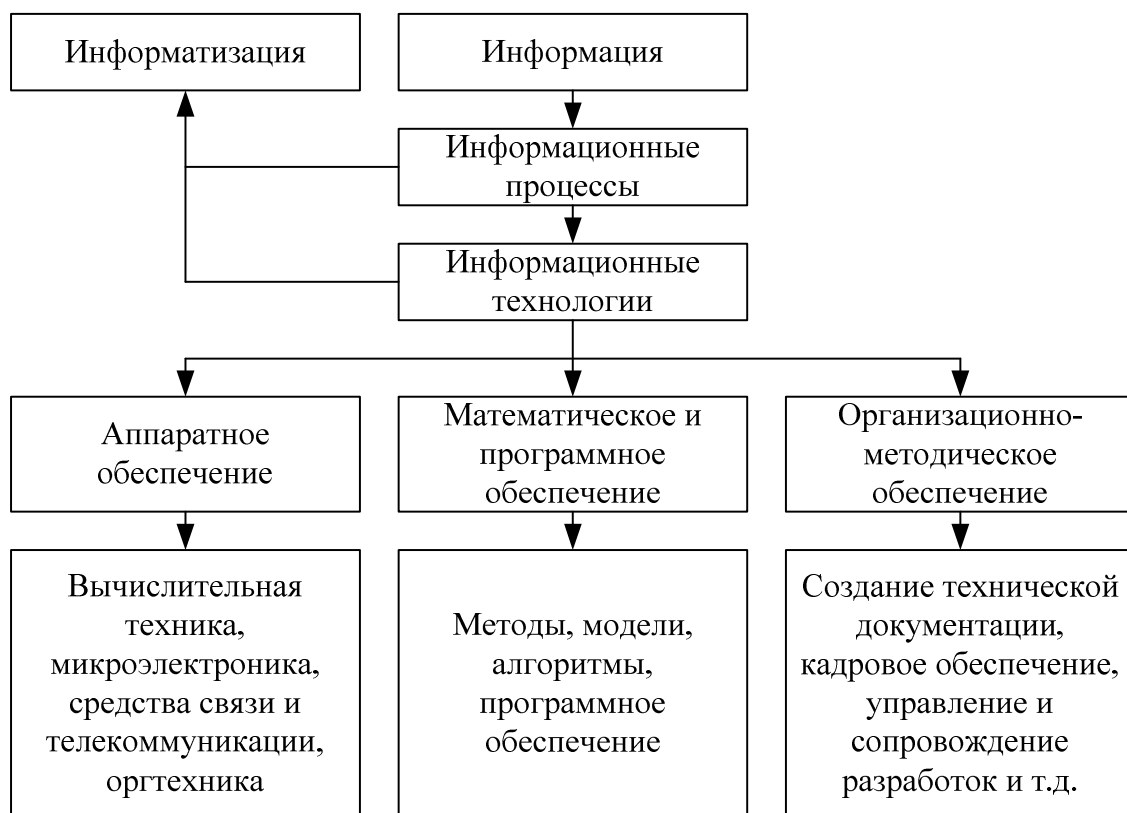 Информатизация
Информация
Информационные
процессы
Информационные
технологии
Аппаратное
обеспечение
Математическое и
программное
обеспечение
Организационно-
методическое
обеспечение
Вычислительная
техника,
микроэлектроника,
средства связи и
телекоммуникации,
оргтехника
Методы, модели,
алгоритмы,
программное
обеспечение
Создание технической
документации,
кадровое обеспечение,
управление и
сопровождение
разработок и т.д.